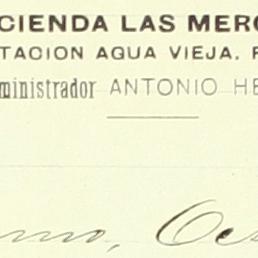 CIENDA LAS MERC
TACION AGUA VIEJA, F
ministrador ANTONIO HE